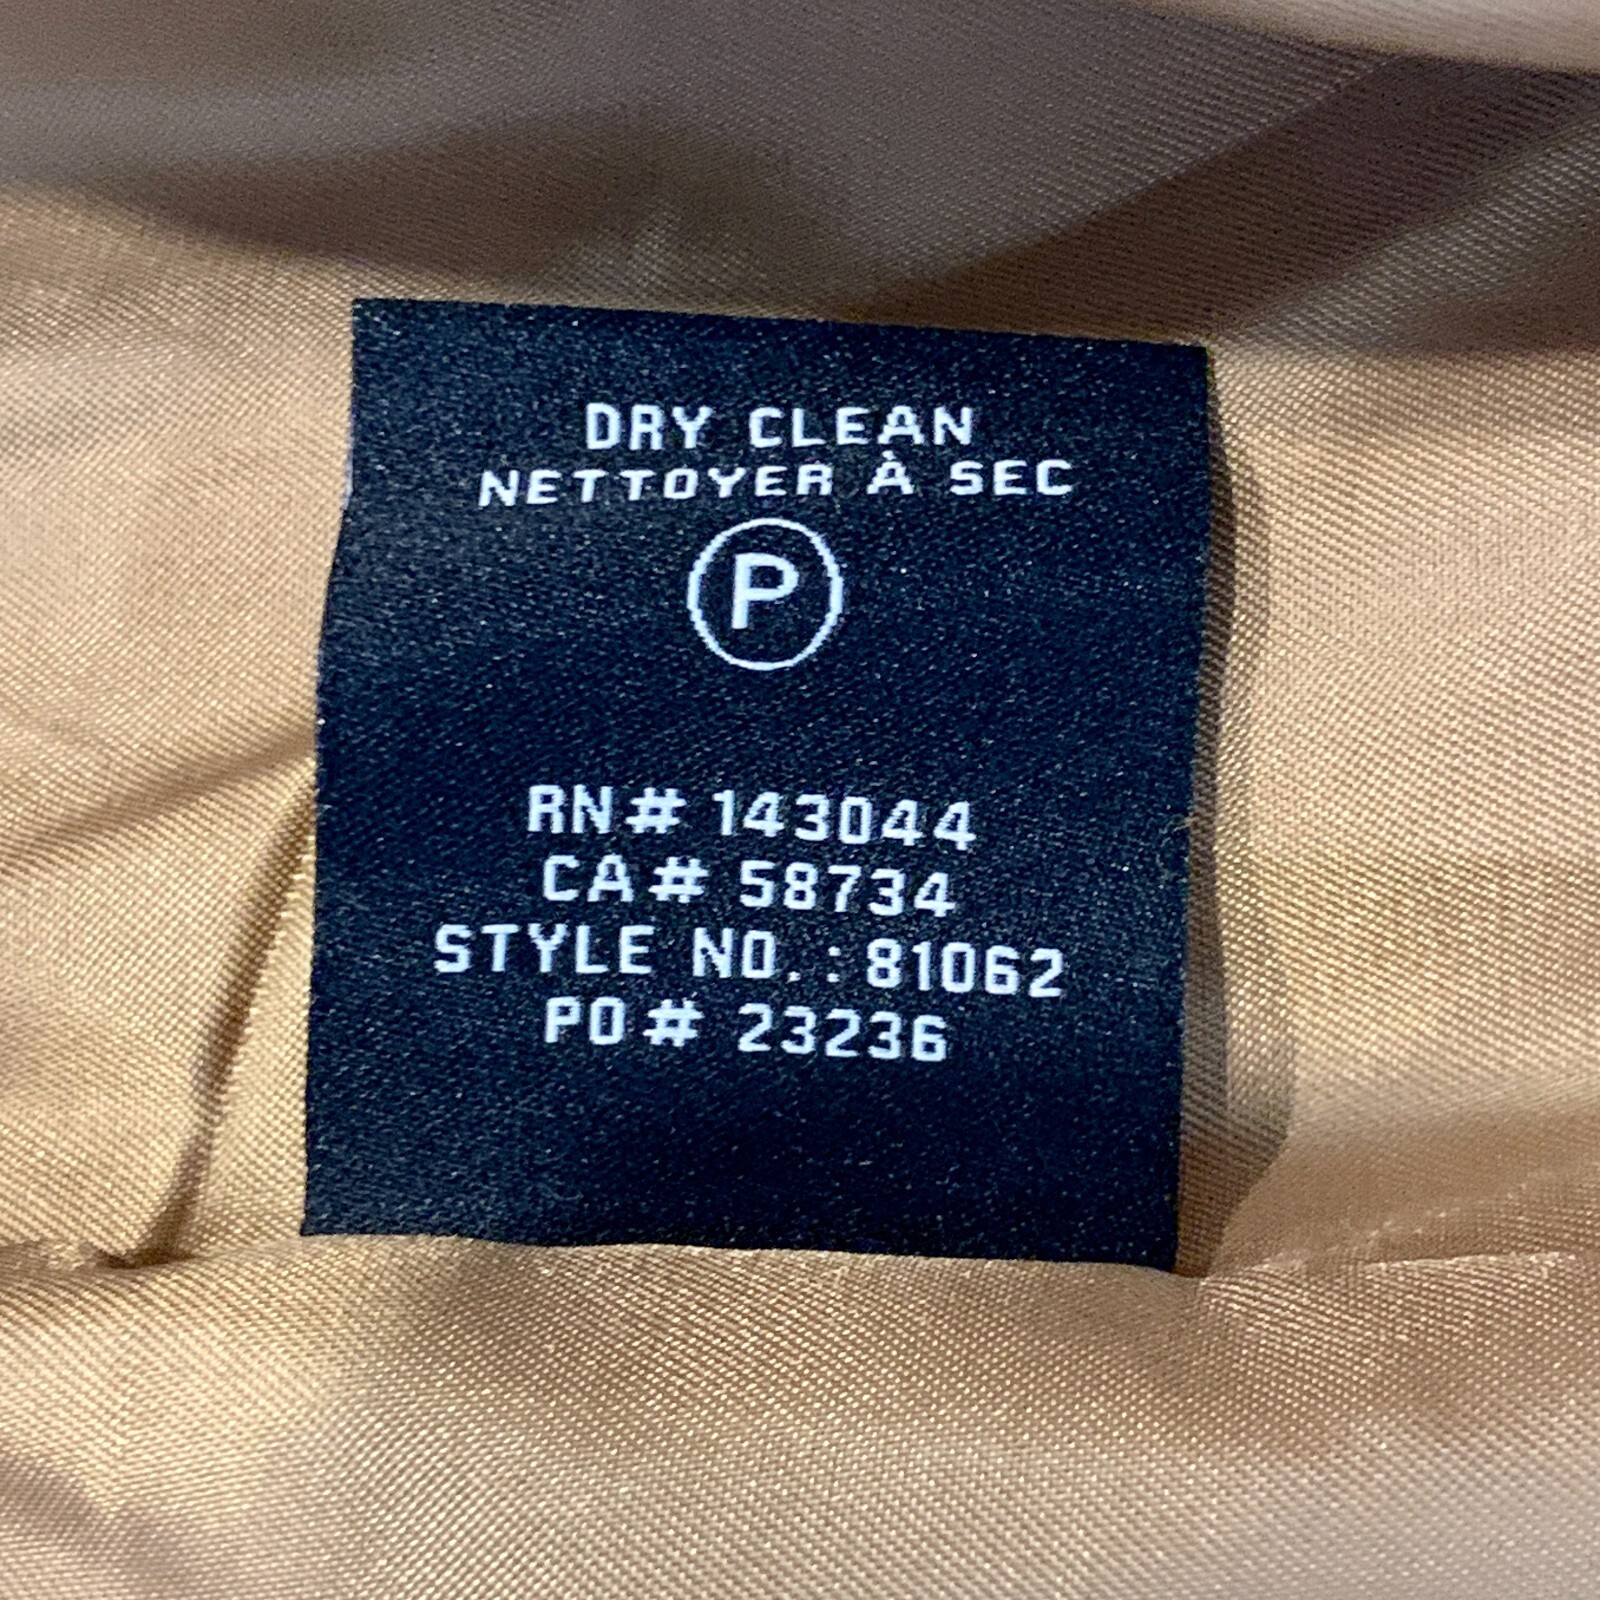 DRY CLEAN
NETTOYER À SEC
P
RN# 143044
CA# 58734
STYLE NO.: 81062
PO# 23236